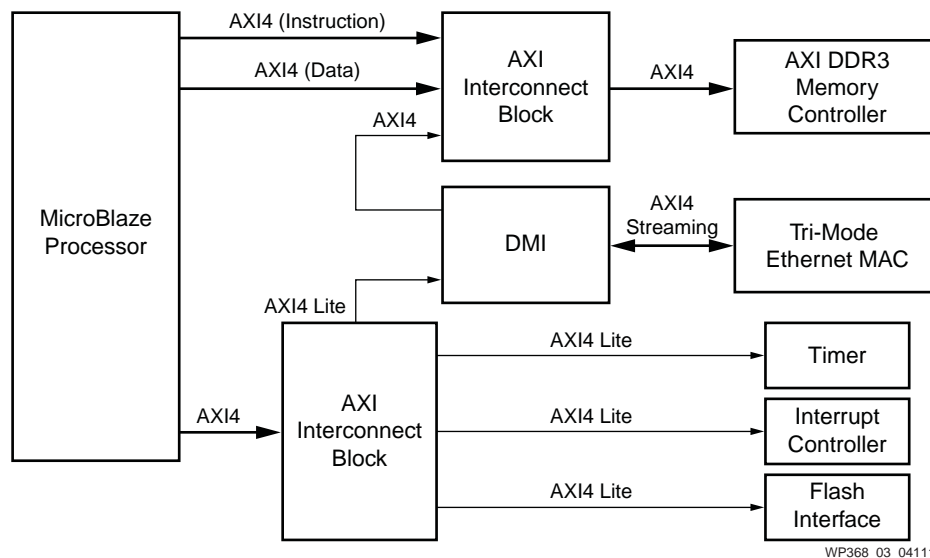 AXI4 (Instruction)
AXI4 (Data)
AXI
Interconnect
Block
AXI4
AXI DDR3
Memory
Controller
AXI4
MicroBlaze
Processor
DMI
AXI4
Streaming
Tri-Mode
Ethernet MAC
AXI4 Lite
AXI4
AXI
Interconnect
Block
AXI4 Lite
Timer
AXI4 Lite
Interrupt
Controller
AXI4 Lite
Flash
Interface